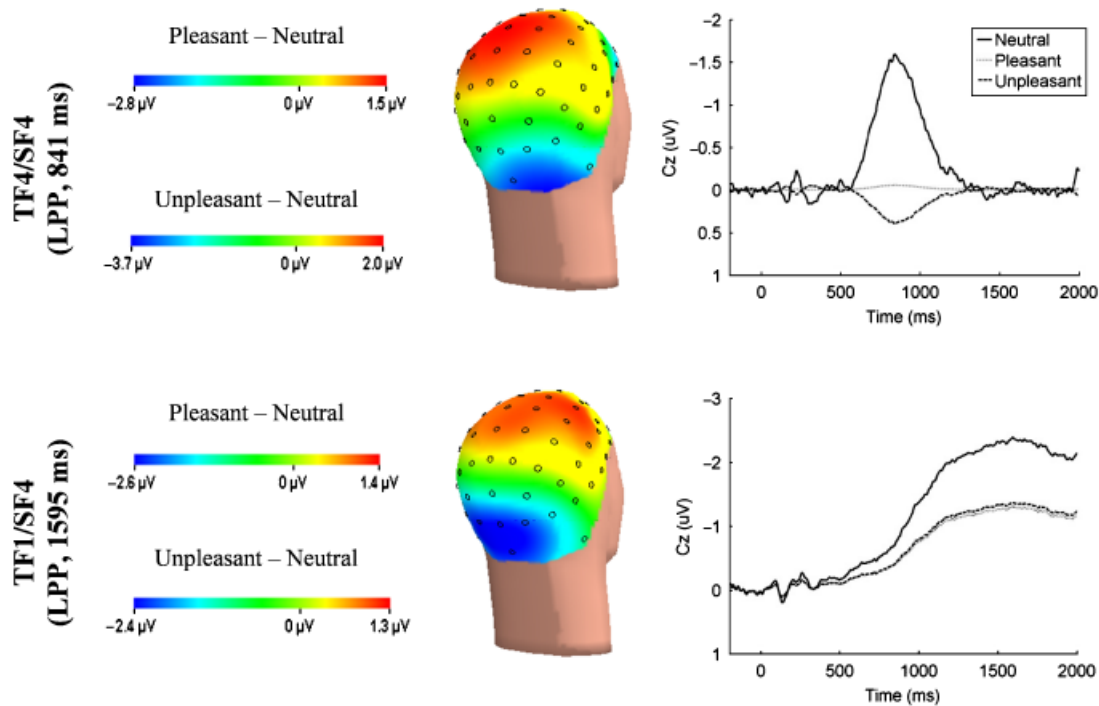 TF4/SF4
(LPP, 841 ms)
Pleasant – Neutral
−2.8 µV 0 µV 1.5 µV
Unpleasant – Neutral
−3.7 µV 0 µV 2.0 µV
−2
−1.5
−1
−0.5
0
0.5
1
Cz (uV)
Neutral
Pleasant
Unpleasant
0 500 1000 1500 2000
Time (ms)
TF1/SF4
(LPP, 1595 ms)
Pleasant – Neutral
−2.6 µV 0 µV 1.4 µV
Unpleasant – Neutral
−2.4 µV 0 µV 1.3 µV
−3
−2
−1
0
1
Cz (uV)
0 500 1000 1500 2000
Time (ms)